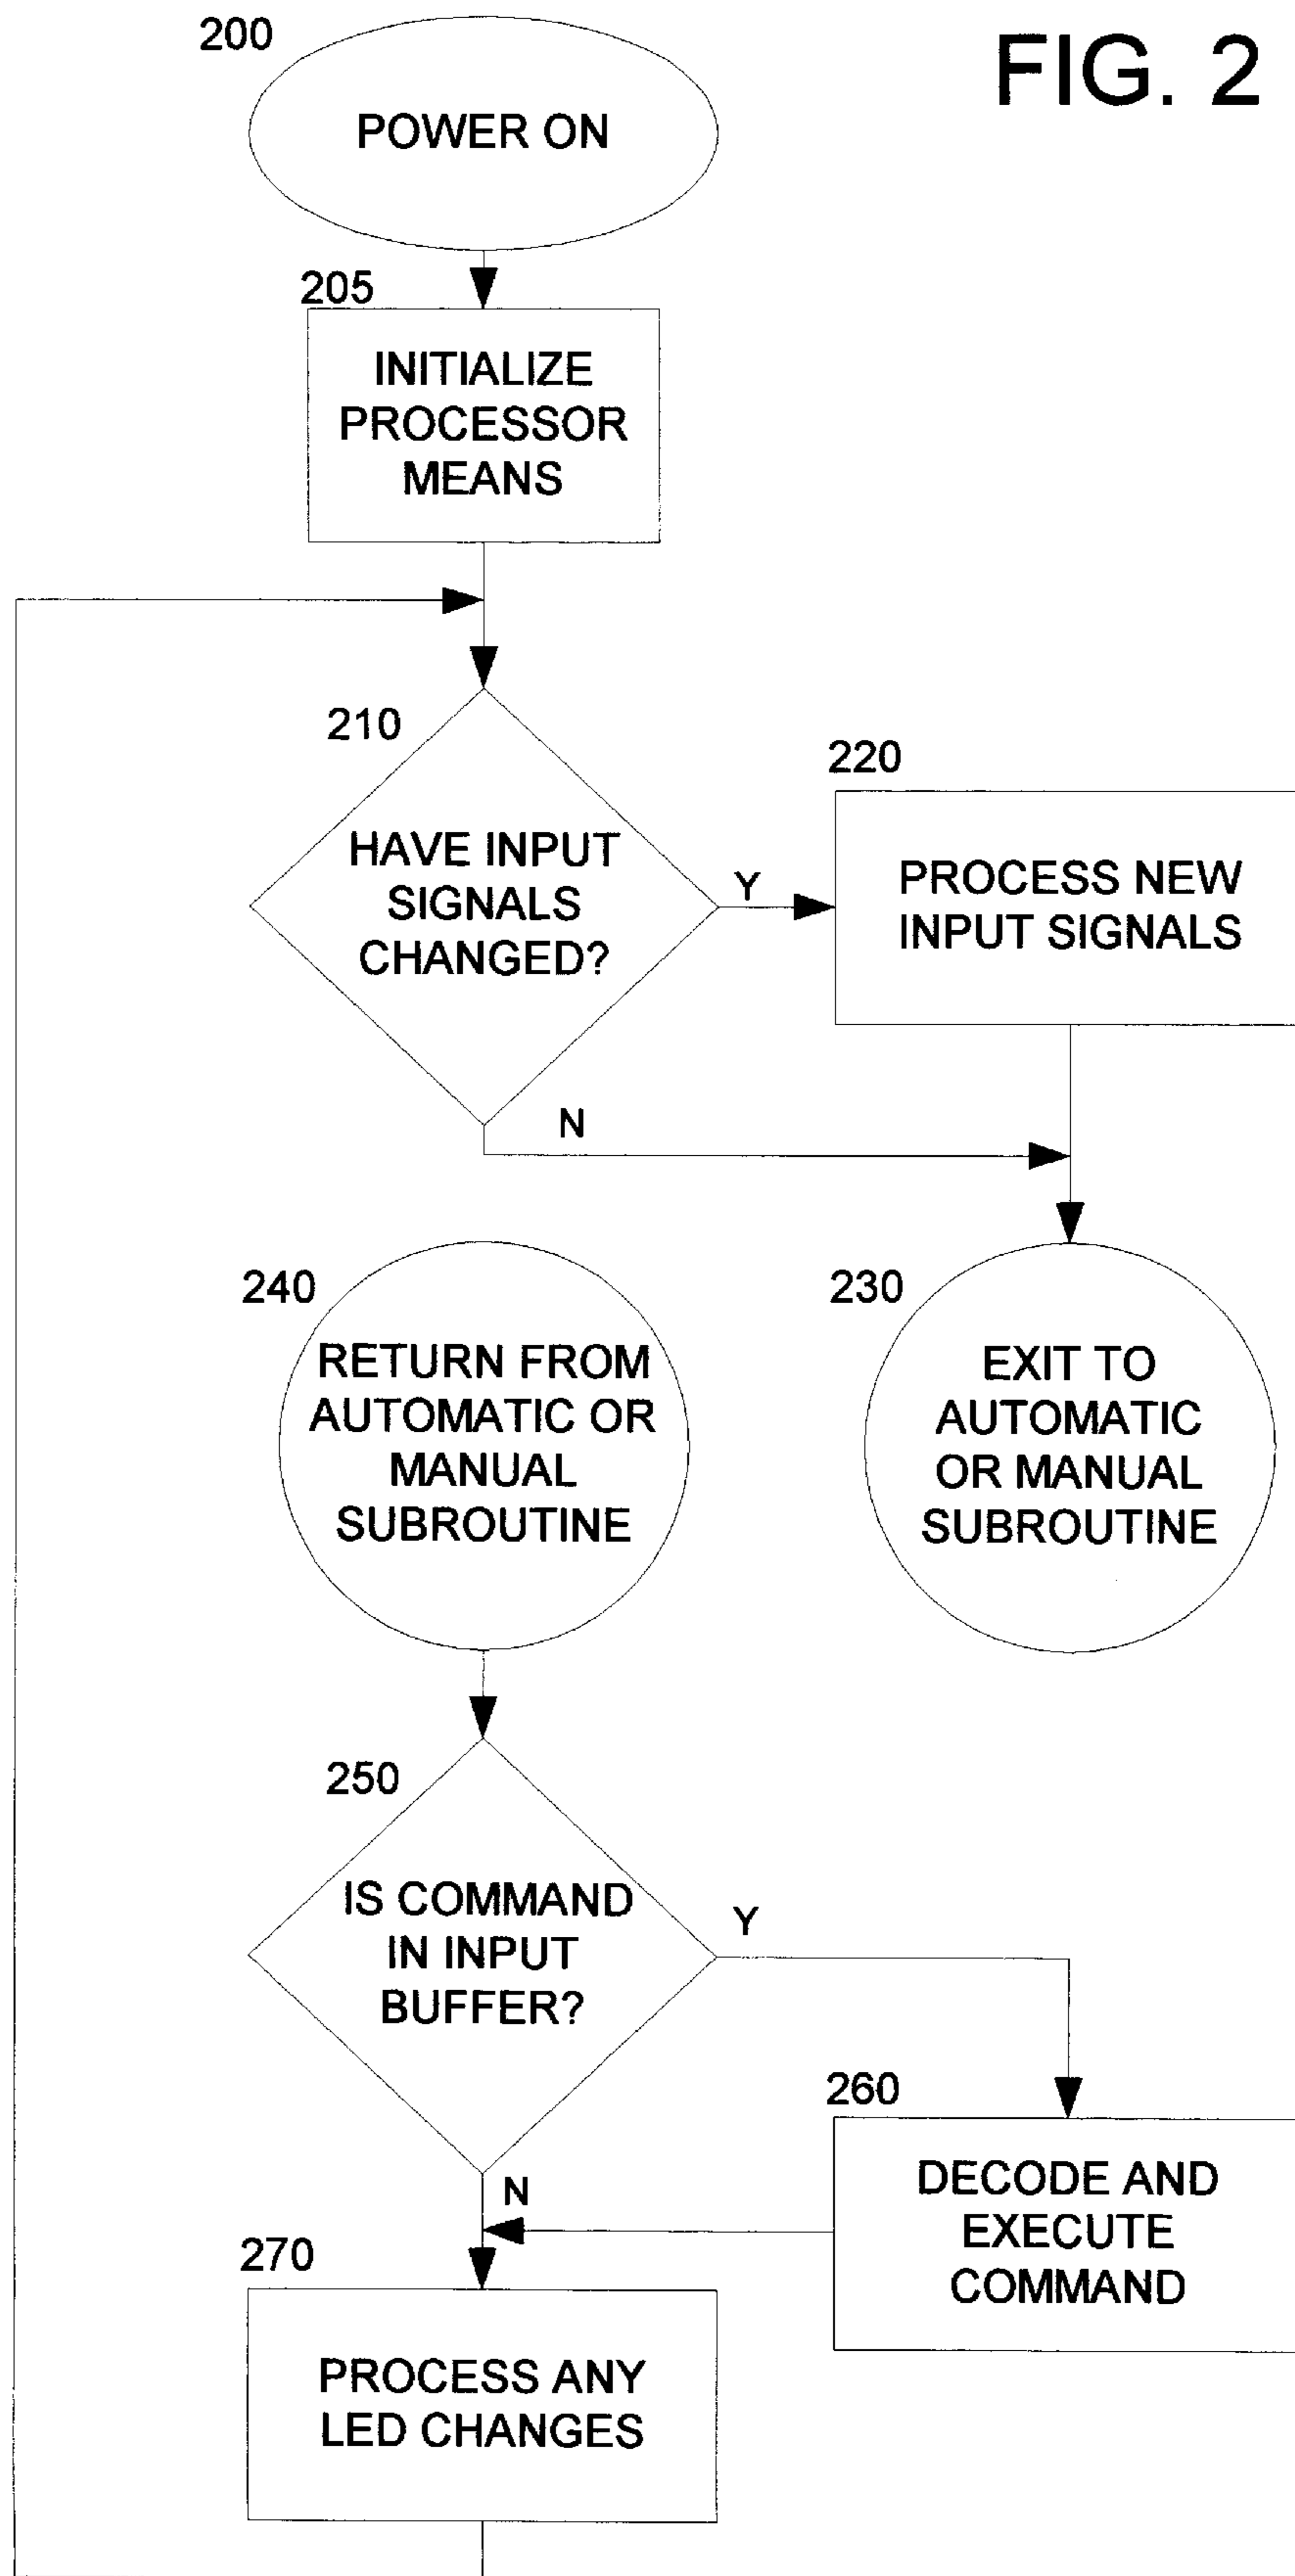 FIG. 2
200
POWER ON
205
INITIALIZE
PROCESSOR
MEANS
210
HAVE INPUT
SIGNALS
CHANGED?
Y
N
220
PROCESS NEW
INPUT SIGNALS
230
EXIT TO
AUTOMATIC
OR MANUAL
SUBROUTINE
240
RETURN FROM
AUTOMATIC OR
MANUAL
SUBROUTINE
250
IS COMMAND
IN INPUT
BUFFER?
Y
N
260
DECODE AND
EXECUTE
COMMAND
270
PROCESS ANY
LED CHANGES